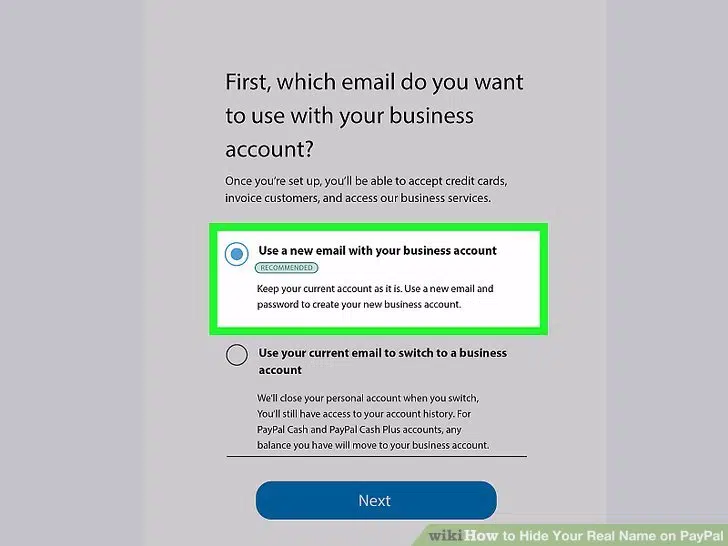 First, which email do you want
to use with your business
account?
Once you're set up, you'll be able to accept credit cards,
invoice customers, and access our business services.
Use a new email with your business account
RECOMMENDED
Keep your current account as it is. Use a new email and
password to create your new business account.
Use your current email to switch to a business
account
We'll close your personal account when you switch,
You'll still have access to your account history. For
PayPal Cash and PayPal Cash Plus accounts, any
balance you have will move to your business account.
Next
wikiHow to Hide Your Real Name on PayPal